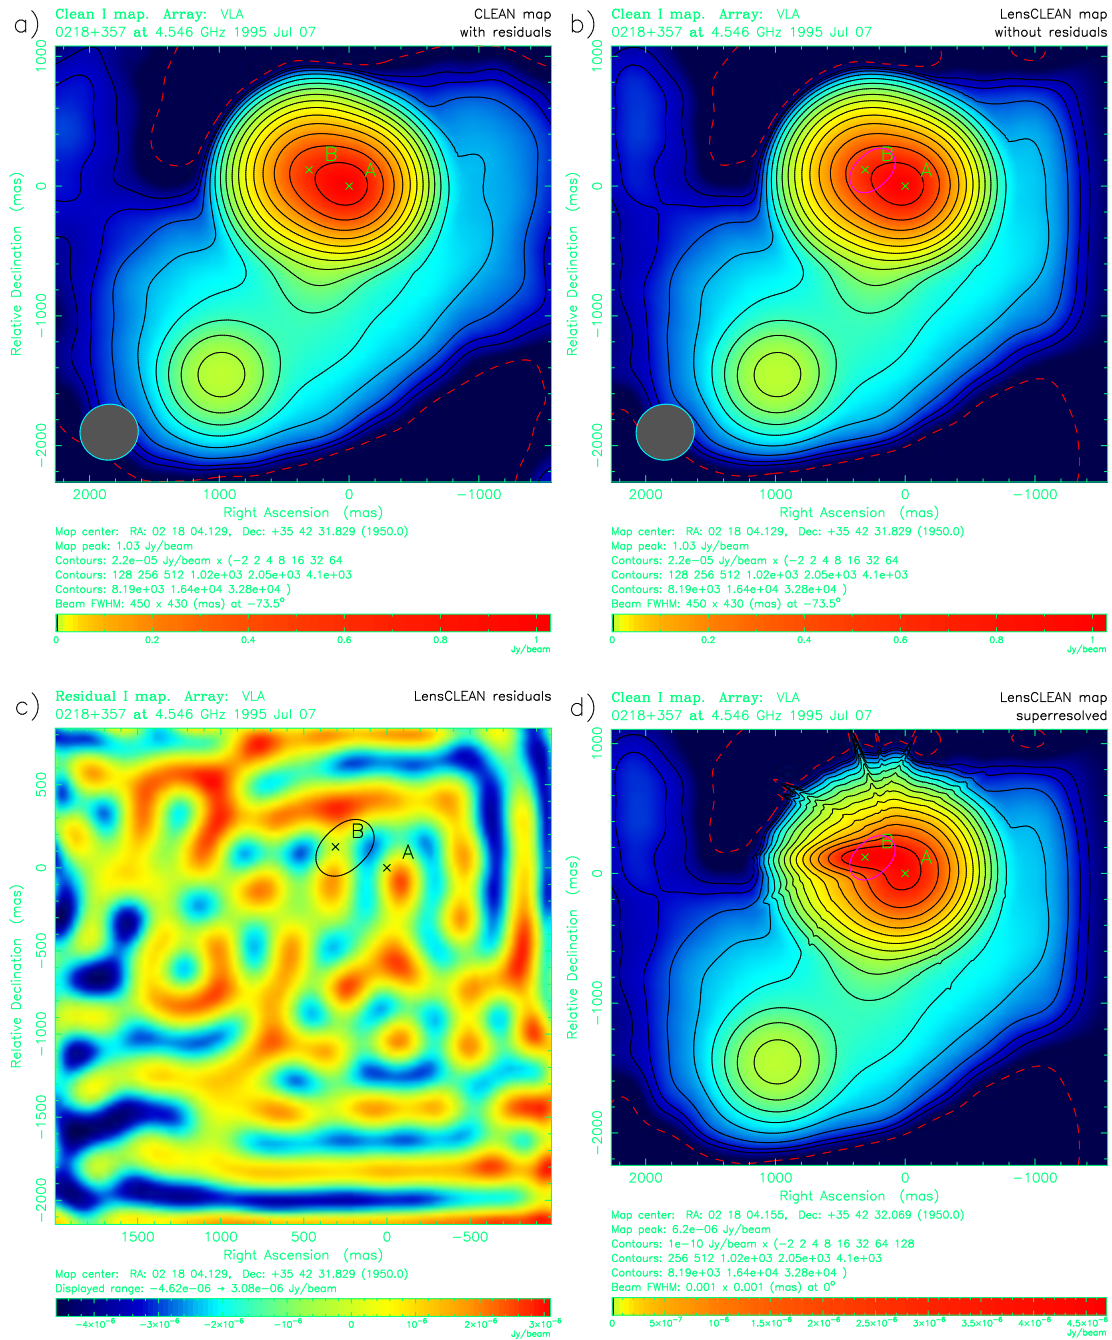 a)
Clean I map. Array: VLA
CLEAN map
0218+357 at 4.546 GHz 1995 Jul 07
with residuals
1000
0
−1000
−2000
Relative Declination (mas)
B
A
2000 1000 0 −1000
Right Ascension (mas)
Map center: RA: 02 18 04.129, Dec: +35 42 31.829 (1950.0)
Map peak: 1.03 Jy/beam
Contours: 2.2e−05 Jy/beam x (−2 2 4 8 16 32 64
Contours: 128 256 512 1.02e+03 2.05e+03 4.1e+03
Contours: 8.19e+03 1.64e+04 3.28e+04 )
Beam FWHM: 450 x 430 (mas) at −73.5°
0 0.2 0.4 0.6 0.8 1
Jy/beam
b)
Clean I map. Array: VLA
LensCLEAN map
0218+357 at 4.546 GHz 1995 Jul 07
without residuals
1000
0
−1000
−2000
Relative Declination (mas)
B
A
2000 1000 0 −1000
Right Ascension (mas)
Map center: RA: 02 18 04.129, Dec: +35 42 31.829 (1950.0)
Map peak: 1.03 Jy/beam
Contours: 2.2e−05 Jy/beam x (−2 2 4 8 16 32 64
Contours: 128 256 512 1.02e+03 2.05e+03 4.1e+03
Contours: 8.19e+03 1.64e+04 3.28e+04 )
Beam FWHM: 450 x 430 (mas) at −73.5°
0 0.2 0.4 0.6 0.8 1
Jy/beam
c)
Residual I map. Array: VLA
LensCLEAN residuals
0218+357 at 4.546 GHz 1995 Jul 07
500
0
−500
−1000
−1500
−2000
Relative Declination (mas)
B
A
1500 1000 500 0 −500
Right Ascension (mas)
Map center: RA: 02 18 04.129, Dec: +35 42 31.829 (1950.0)
Displayed range: −4.62e−06 → 3.08e−06 Jy/beam
−4×10⁻⁶ −3×10⁻⁶ −2×10⁻⁶ −10⁻⁶ 0 10⁻⁶ 2×10⁻⁶ 3×10⁻⁶
Jy/beam
d)
Clean I map. Array: VLA
LensCLEAN map
0218+357 at 4.546 GHz 1995 Jul 07
superresolved
1000
0
−1000
−2000
Relative Declination (mas)
B
A
2000 1000 0 −1000
Right Ascension (mas)
Map center: RA: 02 18 04.155, Dec: +35 42 32.069 (1950.0)
Map peak: 6.2e−06 Jy/beam
Contours: 1e−10 Jy/beam x (−2 2 4 8 16 32 64 128
Contours: 256 512 1.02e+03 2.05e+03 4.1e+03
Contours: 8.19e+03 1.64e+04 3.28e+04 )
Beam FWHM: 0.001 x 0.001 (mas) at 0°
0 5×10⁻⁷ 10⁻⁶ 1.5×10⁻⁶ 2×10⁻⁶ 2.5×10⁻⁶ 3×10⁻⁶ 3.5×10⁻⁶ 4×10⁻⁶ 4.5×10⁻⁶
Jy/beam